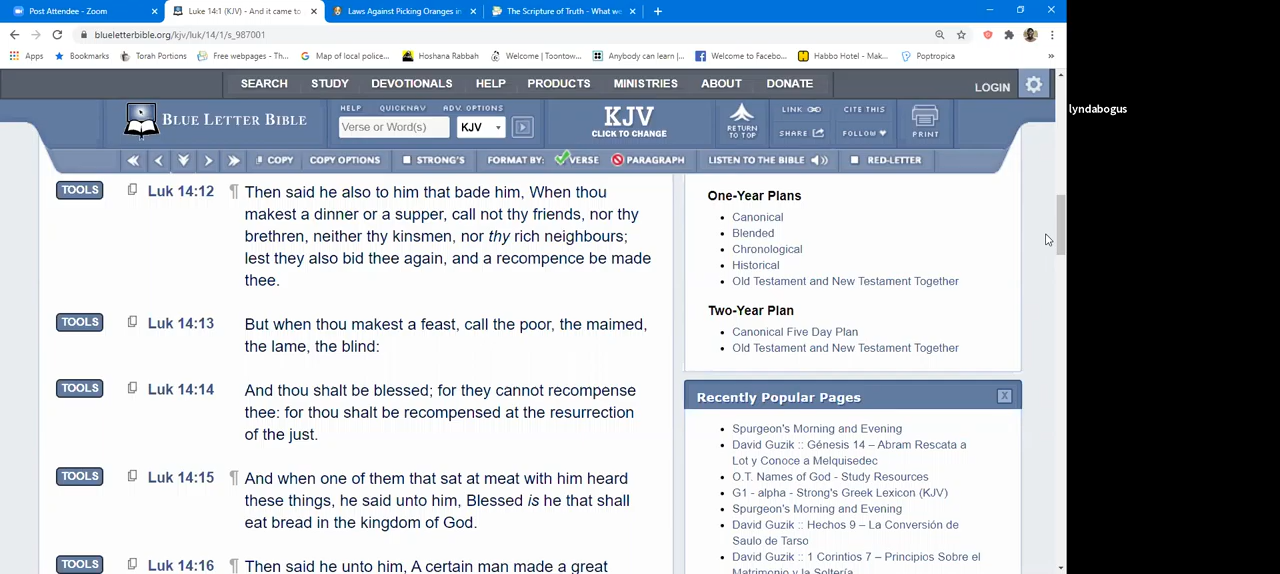 Post Attendee - Zoom
Luke 14:1 (KJV) - And it came to
Laws Against Picking Oranges in
The Scripture of Truth - What we
blueletterbible.org/kjv/luk/14/1/s_987001
Apps
Bookmarks
Torah Portions
Free webpages - Th...
Map of local police...
Hoshana Rabbah
Welcome | Toontow...
Anybody can learn |...
Welcome to Facebo...
Habbo Hotel - Mak...
Poptropica
SEARCH STUDY DEVOTIONALS HELP PRODUCTS MINISTRIES ABOUT DONATE
LOGIN
BLUE LETTER BIBLE
HELP QUICKNAV ADV. OPTIONS
Verse or Word(s)
KJV
KJV
CLICK TO CHANGE
RETURN
TO TOP
LINK
CITE THIS
SHARE
FOLLOW
PRINT
COPY COPY OPTIONS STRONG'S FORMAT BY: VERSE PARAGRAPH LISTEN TO THE BIBLE RED-LETTER
lyndabogus
TOOLS Luk 14:12 ¶ Then said he also to him that bade him, When thou
makest a dinner or a supper, call not thy friends, nor thy
brethren, neither thy kinsmen, nor thy rich neighbours;
lest they also bid thee again, and a recompence be made
thee.
TOOLS Luk 14:13 But when thou makest a feast, call the poor, the maimed,
the lame, the blind:
TOOLS Luk 14:14 And thou shalt be blessed; for they cannot recompense
thee: for thou shalt be recompensed at the resurrection
of the just.
TOOLS Luk 14:15 ¶ And when one of them that sat at meat with him heard
these things, he said unto him, Blessed is he that shall
eat bread in the kingdom of God.
TOOLS Luk 14:16 ¶ Then said he unto him, A certain man made a great
One-Year Plans
Canonical
Blended
Chronological
Historical
Old Testament and New Testament Together
Two-Year Plan
Canonical Five Day Plan
Old Testament and New Testament Together
Recently Popular Pages
X
Spurgeon's Morning and Evening
David Guzik :: Génesis 14 – Abram Rescata a
Lot y Conoce a Melquisedec
O.T. Names of God - Study Resources
G1 - alpha - Strong's Greek Lexicon (KJV)
Spurgeon's Morning and Evening
David Guzik :: Hechos 9 – La Conversión de
Saulo de Tarso
David Guzik :: 1 Corintios 7 – Principios Sobre el
Matrimonio y la Soltería